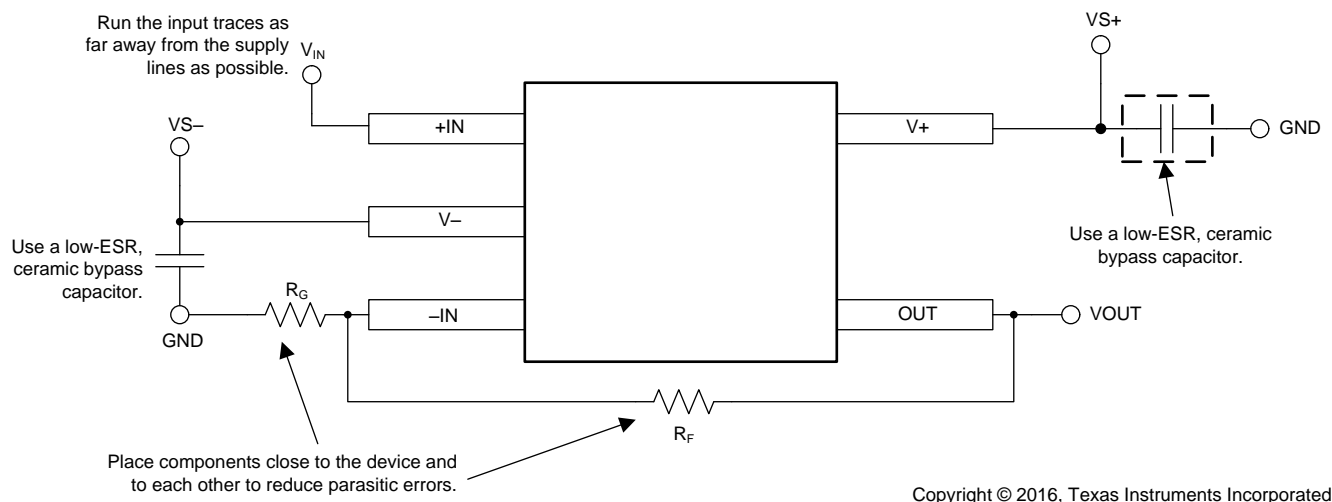 Run the input traces as
far away from the supply
lines as possible.
VIN
VS+
VS–
+IN
V+
GND
V–
Use a low-ESR,
ceramic bypass
capacitor.
Use a low-ESR, ceramic
bypass capacitor.
RG
–IN
OUT
VOUT
GND
RF
Place components close to the device and
to each other to reduce parasitic errors.
Copyright © 2016, Texas Instruments Incorporated